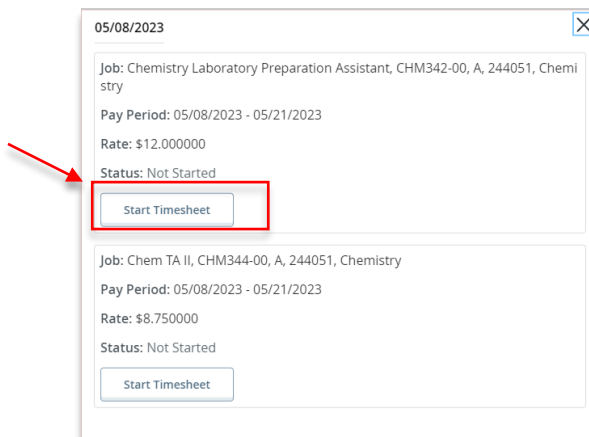 05/08/2023
Job: Chemistry Laboratory Preparation Assistant, CHM342-00, A, 244051, Chemi
stry
Pay Period: 05/08/2023 - 05/21/2023
Rate: $12.000000
Status: Not Started
Start Timesheet
Job: Chem TA II, CHM344-00, A, 244051, Chemistry
Pay Period: 05/08/2023 - 05/21/2023
Rate: $8.750000
Status: Not Started
Start Timesheet